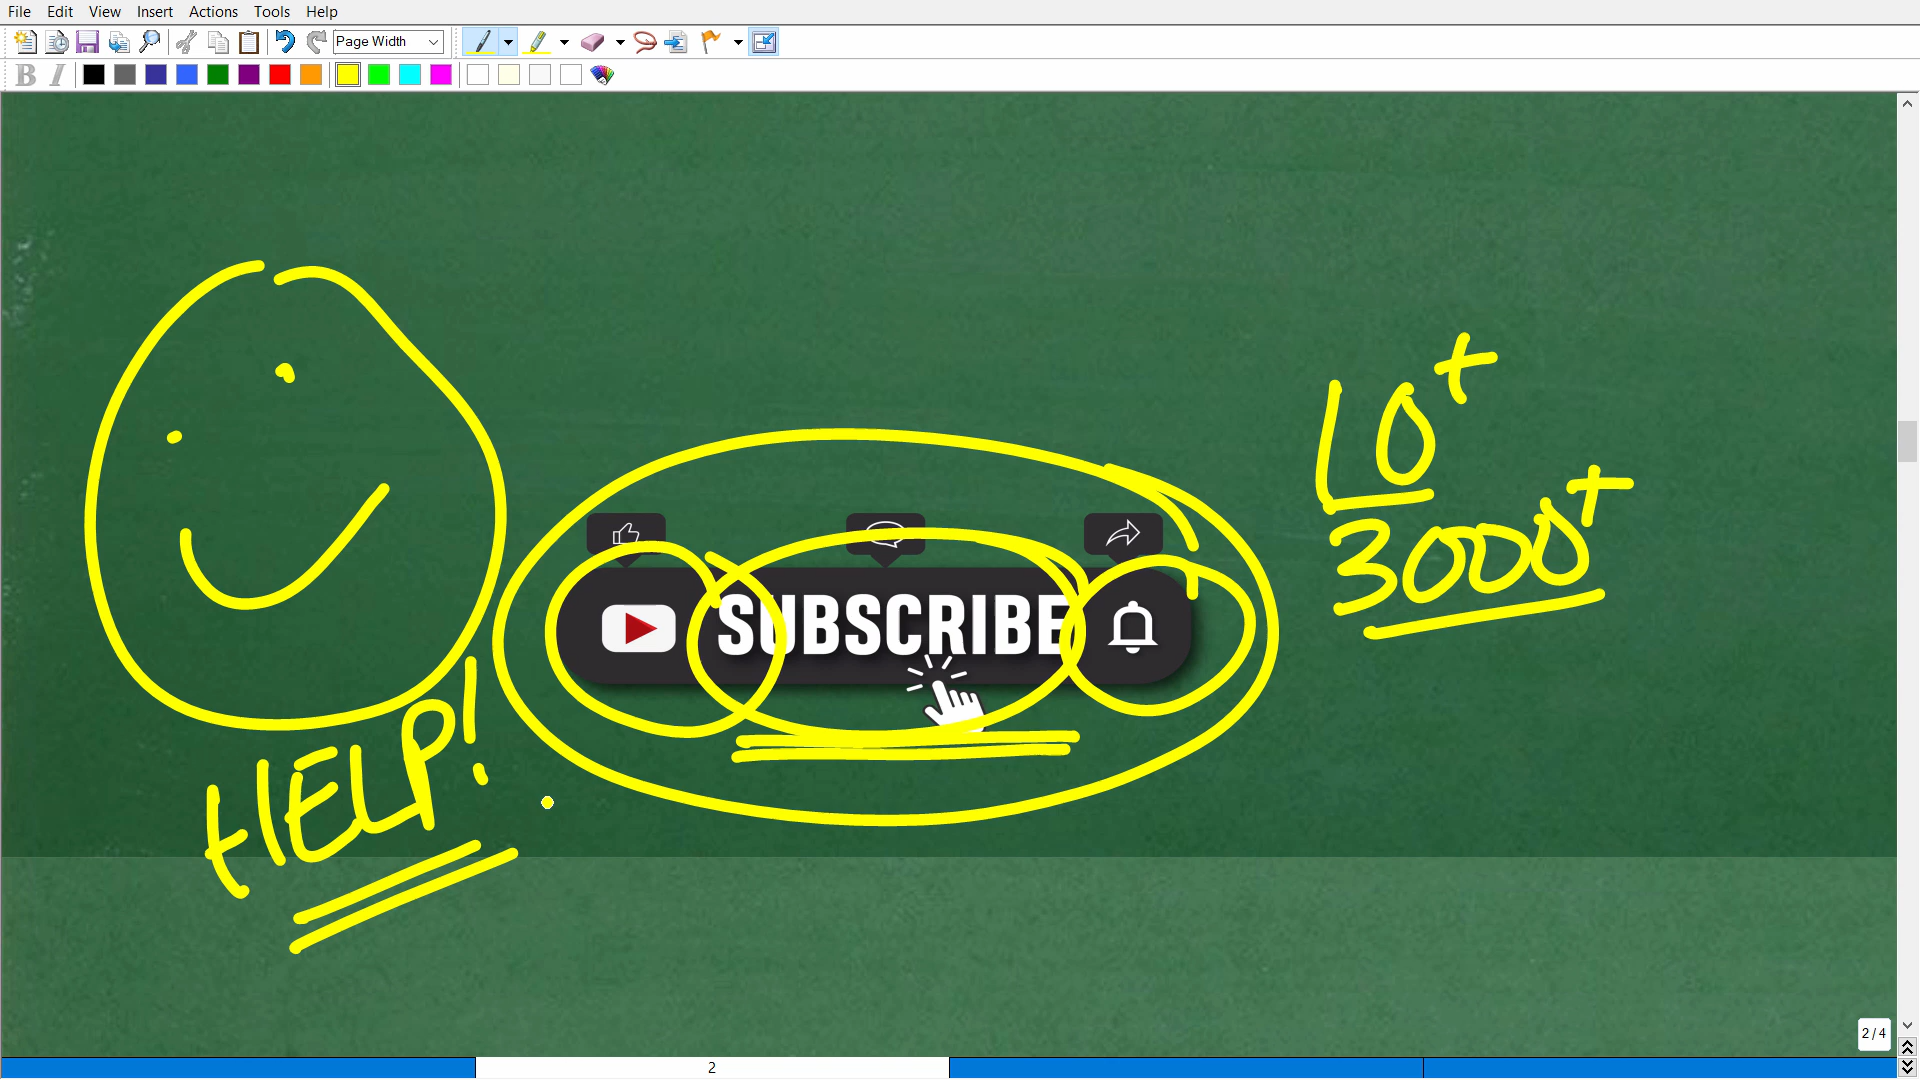 File Edit View Insert Actions Tools Help
Page Width
B I
10+
3000+
SUBSCRIBE
HELP!
2 / 4
2